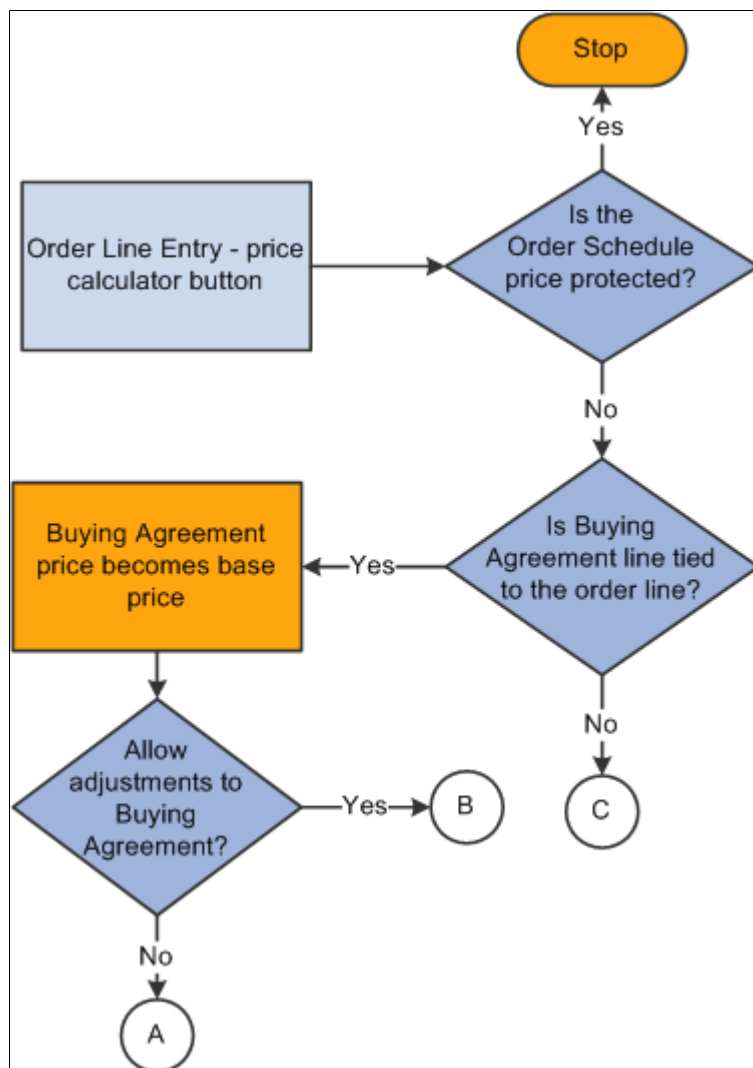 Stop
Yes
Is the
Order Schedule
price protected?
Order Line Entry - price
calculator button
No
Is Buying
Agreement line tied
to the order line?
Yes
Buying Agreement
price becomes base
price
No
Allow
adjustments to
Buying
Agreement?
Yes
B
C
No
A